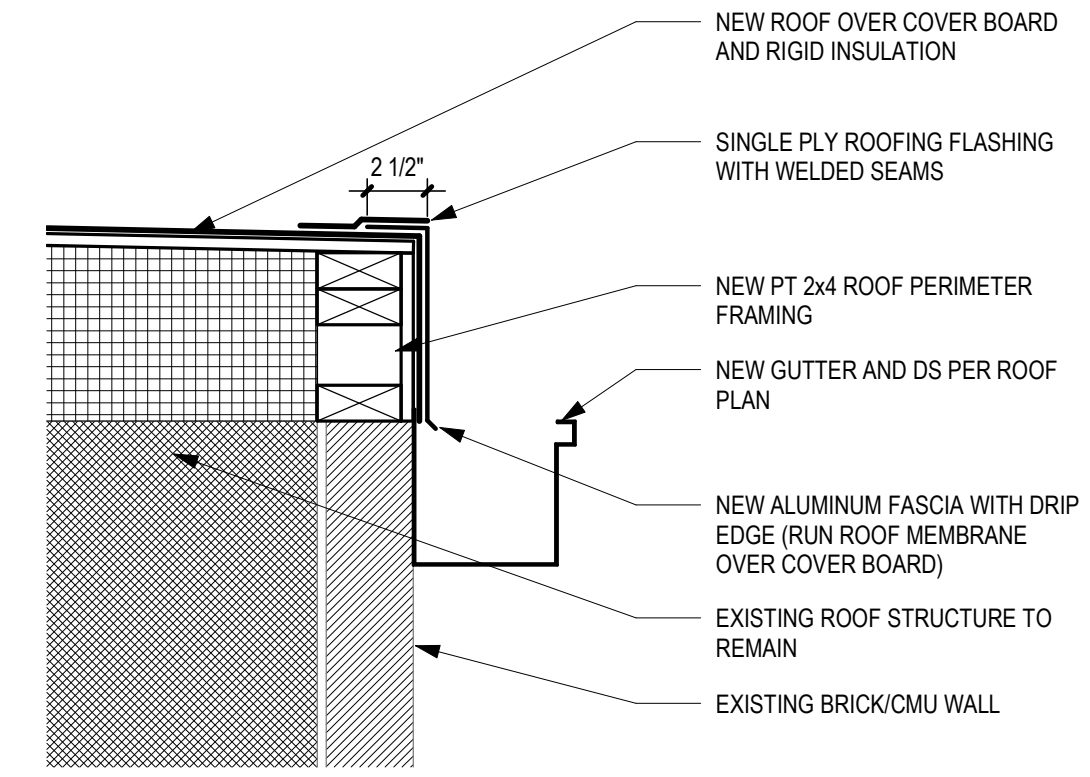 NEW ROOF OVER COVER BOARD
AND RIGID INSULATION
SINGLE PLY ROOFING FLASHING
WITH WELDED SEAMS
2 1/2"
NEW PT 2x4 ROOF PERIMETER
FRAMING
NEW GUTTER AND DS PER ROOF
PLAN
NEW ALUMINUM FASCIA WITH DRIP
EDGE (RUN ROOF MEMBRANE
OVER COVER BOARD)
EXISTING ROOF STRUCTURE TO
REMAIN
EXISTING BRICK/CMU WALL